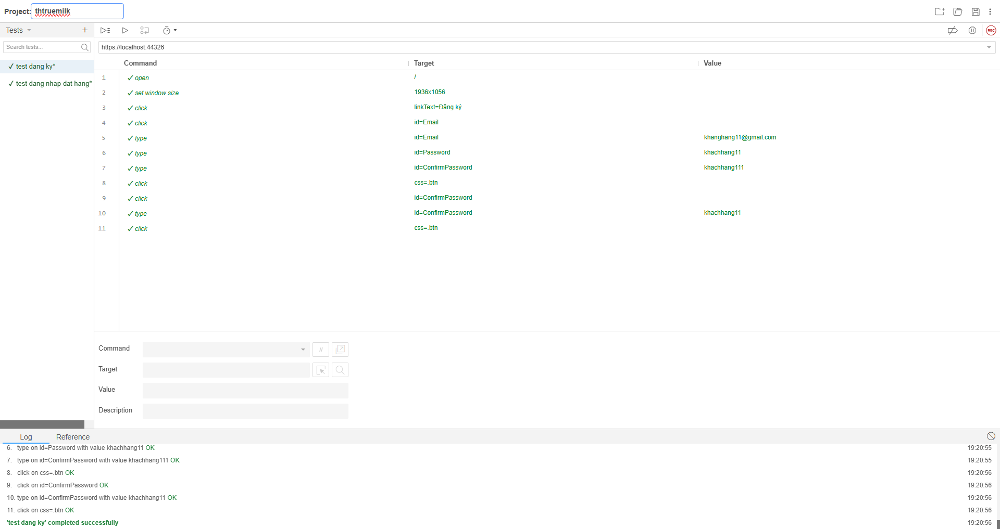 Project: thtruemilk
Tests
Search tests...
✓ test dang ky*
✓ test dang nhap dat hang*
REC
https://localhost:44326
Command Target Value
1 ✓ open /
2 ✓ set window size 1936x1056
3 ✓ click linkText=Đăng ký
4 ✓ click id=Email
5 ✓ type id=Email khanghang11@gmail.com
6 ✓ type id=Password khachhang11
7 ✓ type id=ConfirmPassword khachhang111
8 ✓ click css=.btn
9 ✓ click id=ConfirmPassword
10 ✓ type id=ConfirmPassword khachhang11
11 ✓ click css=.btn
Command //
Target
Value
Description
Log Reference
6. type on id=Password with value khachhang11 OK 19:20:55
7. type on id=ConfirmPassword with value khachhang111 OK 19:20:55
8. click on css=.btn OK 19:20:56
9. click on id=ConfirmPassword OK 19:20:56
10. type on id=ConfirmPassword with value khachhang11 OK 19:20:56
11. click on css=.btn OK 19:20:56
'test dang ky' completed successfully 19:20:56